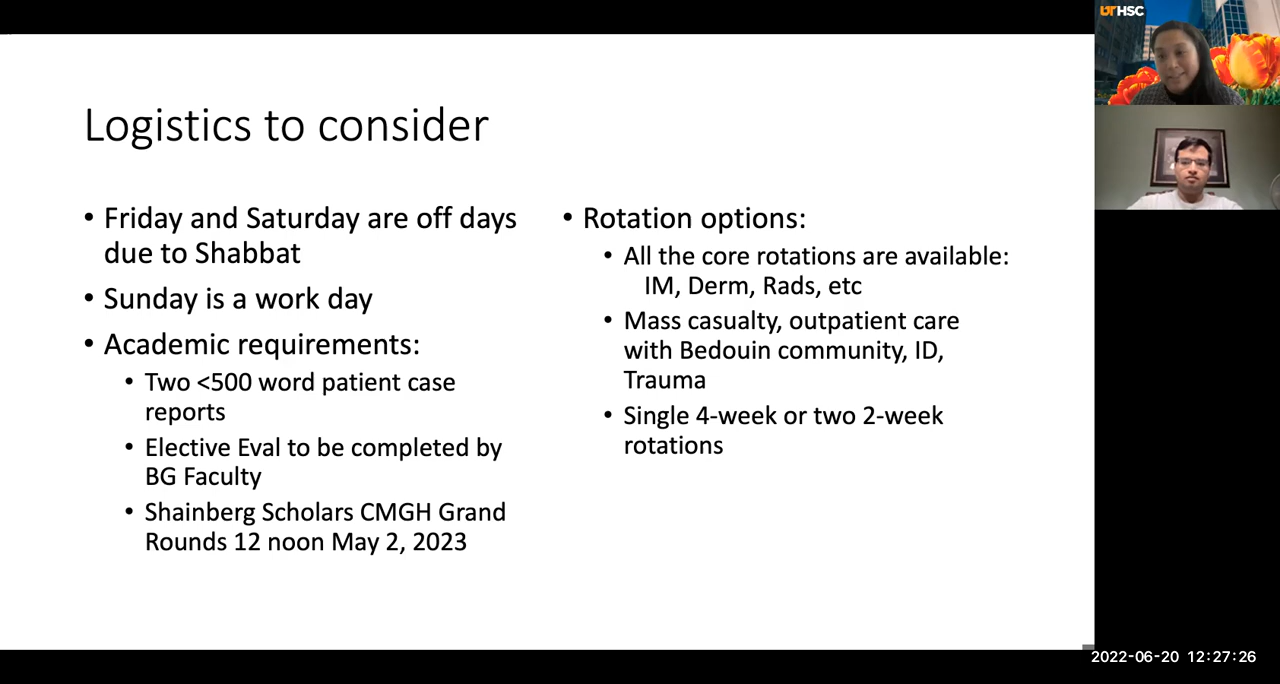 Logistics to consider
• Friday and Saturday are off days
due to Shabbat
• Sunday is a work day
• Academic requirements:
• Two <500 word patient case
reports
• Elective Eval to be completed by
BG Faculty
• Shainberg Scholars CMGH Grand
Rounds 12 noon May 2, 2023
• Rotation options:
• All the core rotations are available:
IM, Derm, Rads, etc
• Mass casualty, outpatient care
with Bedouin community, ID,
Trauma
• Single 4-week or two 2-week
rotations
UTHSC
2022-06-20 12:27:26